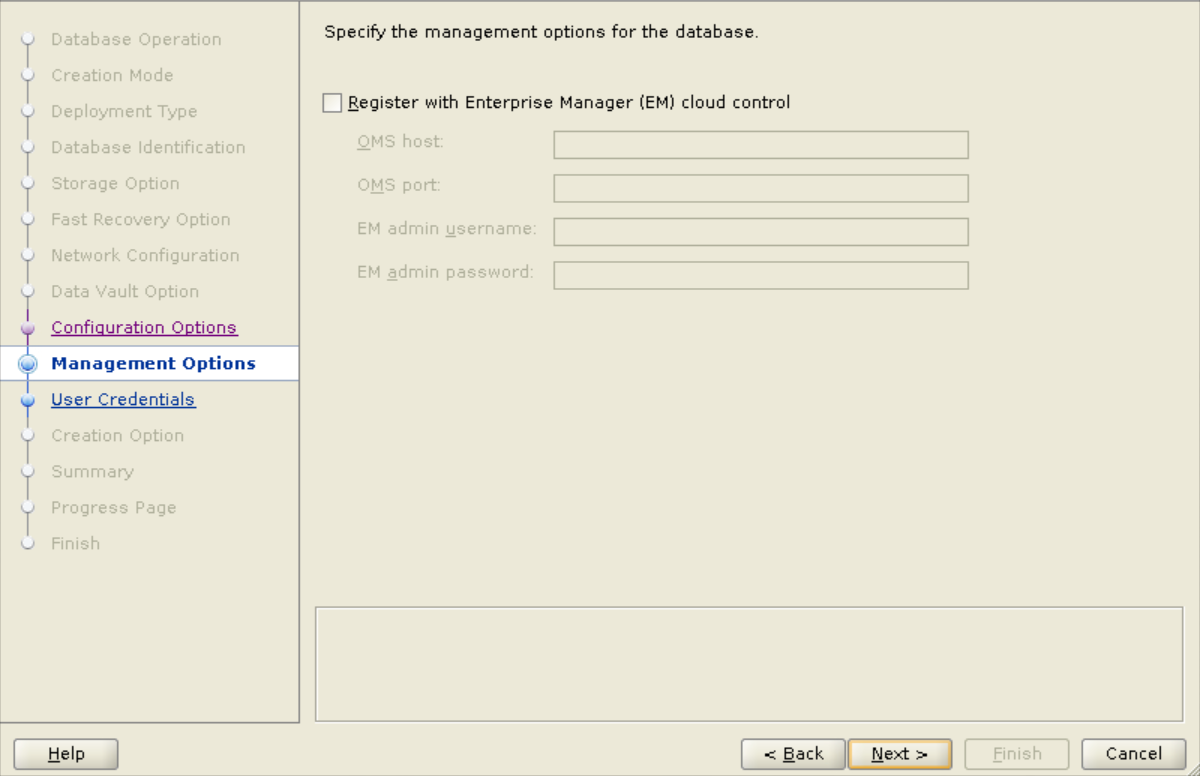 Database Operation
Creation Mode
Deployment Type
Database Identification
Storage Option
Fast Recovery Option
Network Configuration
Data Vault Option
Configuration Options
Management Options
User Credentials
Creation Option
Summary
Progress Page
Finish
Specify the management options for the database.
Register with Enterprise Manager (EM) cloud control
OMS host:
OMS port:
EM admin username:
EM admin password:
Help
< Back
Next >
Finish
Cancel